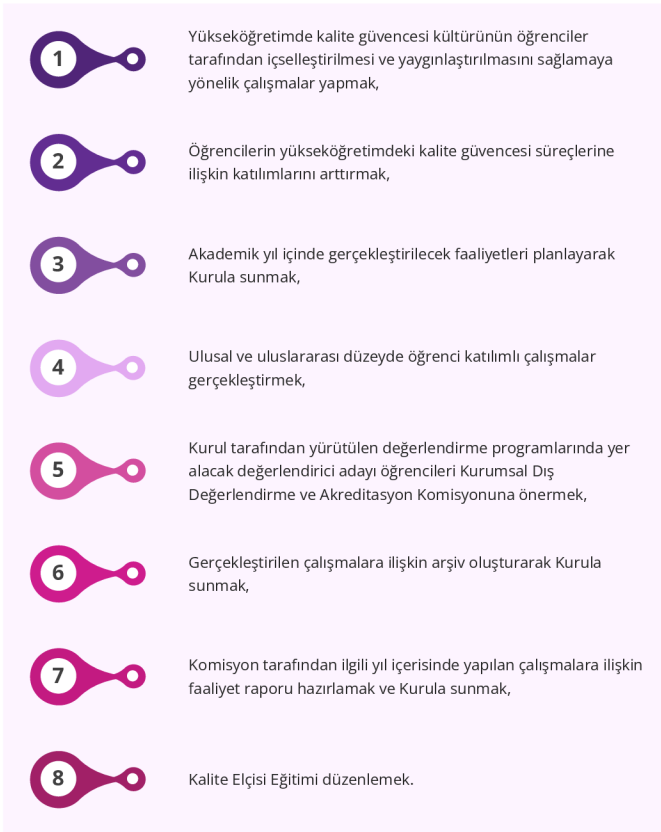 1
Yükseköğretimde kalite güvencesi kültürünün öğrenciler
tarafından içselleştirilmesi ve yaygınlaştırılmasını sağlamaya
yönelik çalışmalar yapmak,
2
Öğrencilerin yükseköğretimdeki kalite güvencesi süreçlerine
ilişkin katılımlarını arttırmak,
3
Akademik yıl içinde gerçekleştirilecek faaliyetleri planlayarak
Kurula sunmak,
4
Ulusal ve uluslararası düzeyde öğrenci katılımlı çalışmalar
gerçekleştirmek,
5
Kurul tarafından yürütülen değerlendirme programlarında yer
alacak değerlendirici adayı öğrencileri Kurumsal Dış
Değerlendirme ve Akreditasyon Komisyonuna önermek,
6
Gerçekleştirilen çalışmalara ilişkin arşiv oluşturarak Kurula
sunmak,
7
Komisyon tarafından ilgili yıl içerisinde yapılan çalışmalara ilişkin
faaliyet raporu hazırlamak ve Kurula sunmak,
8
Kalite Elçisi Eğitimi düzenlemek.